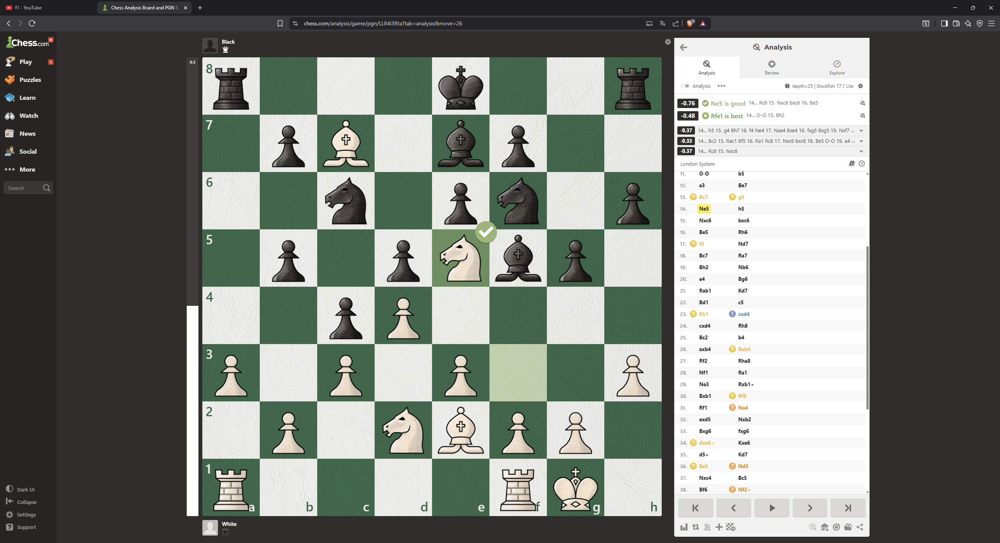 f1 - YouTube
Chess Analysis Board and PGN E
chess.com/analysis/game/pgn/LL84i3Rta?tab=analysis&move=26
4
Chess.com
11
Play
1
Puzzles
Learn
Watch
News
Social
More
Search
Dark UI
Collapse
Settings
Support
Black
0.3
8
7
6
5
4
3
2
1
a b c d e f g h
White
Analysis
Analysis
Review
Explore
Analysis
depth=25 | Stockfish 17.1 Lite
-0.76 Ne5 is good 14... Rc8 15. Nxc6 bxc6 16. Be5
-0.48 Rfe1 is best 14... O-O 15. Bh2
-0.37 14... h5 15. g4 Bh7 16. f4 Ne4 17. Nxe4 Bxe4 18. fxg5 Bxg5 19. Nxf7 ...
-0.33 14... Bc2 15. Rac1 Bf5 16. Ra1 Rc8 17. Nxc6 bxc6 18. Be5 O-O 19. a4 ...
-0.37 14... Rc8 15. Nxc6
London System
11. O-O b5
12. a3 Be7
13. ?! Bc7 ?! g5
14. Ne5 h5
15. Nxc6 bxc6
16. Be5 Rh6
17. ?! f3 Nd7
18. Bc7 Ra7
19. Bh2 Nb6
20. e4 Bg6
21. Rab1 Kd7
22. Bd1 c5
23. ?! Kh1 ! cxd4
24. cxd4 Rh8
25. Bc2 b4
26. axb4 ?! Bxb4
27. Rf2 Rha8
28. Nf1 Ra1
29. Ne3 Rxb1+
30. Bxb1 ?! Bf8
31. Rf1 ? Na4
32. exd5 Nxb2
33. Bxg6 fxg6
34. ?! dxe6+ Kxe6
35. d5+ Kd7
36. ?! Be5 ? Nd3
37. Nxc4 Bc5
38. Bf6 ? Nf2+